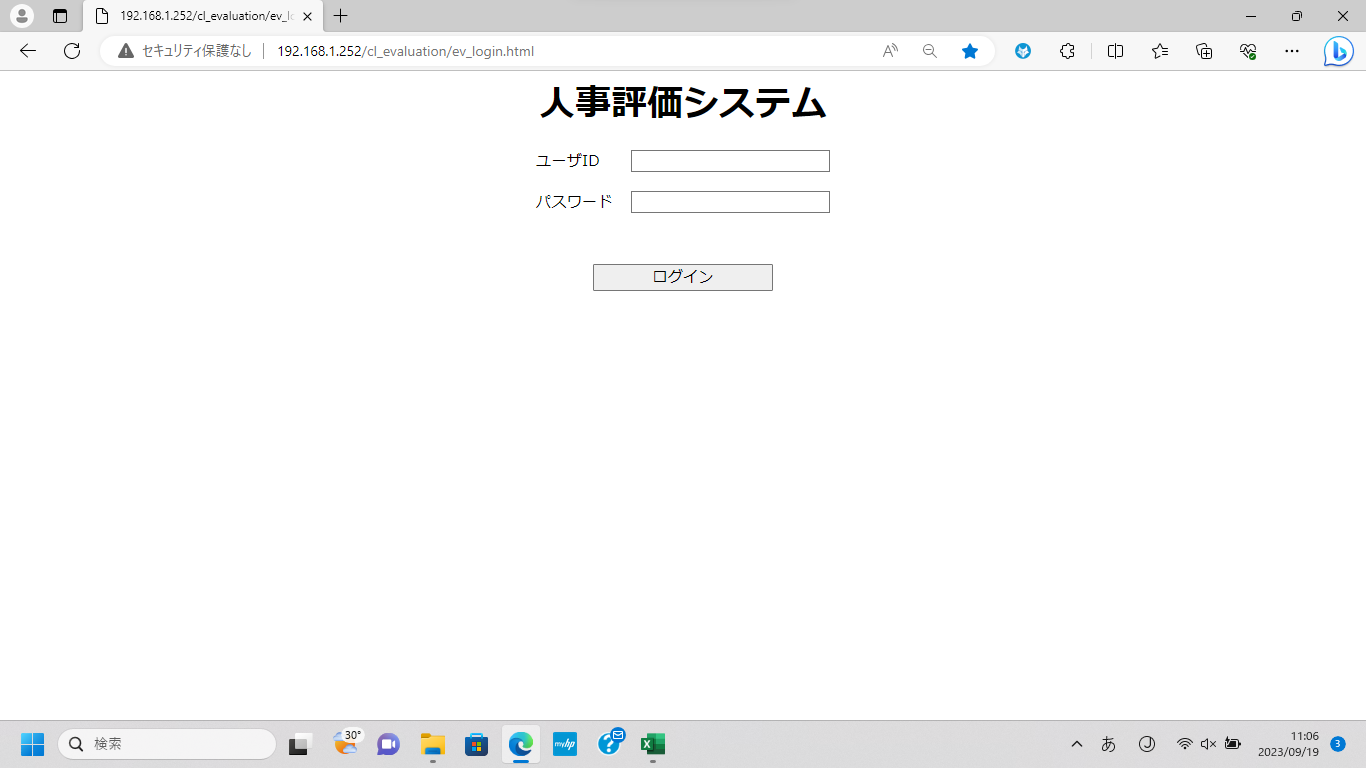 192.168.1.252/cl_evaluation/ev_lo
セキュリティ保護なし
192.168.1.252/cl_evaluation/ev_login.html
人事評価システム
ユーザID
パスワード
ログイン
検索
30°
myhp
あ
11:06
2023/09/19
3